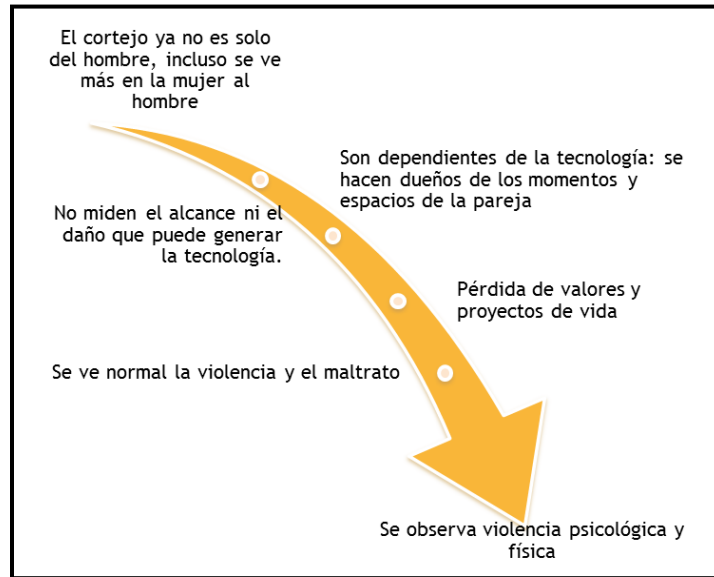 El cortejo ya no es solo
del hombre, incluso se ve
más en la mujer al
hombre
Son dependientes de la tecnología: se
hacen dueños de los momentos y
espacios de la pareja
No miden el alcance ni el
daño que puede generar
la tecnología.
Pérdida de valores y
proyectos de vida
Se ve normal la violencia y el maltrato
Se observa violencia psicológica y
física